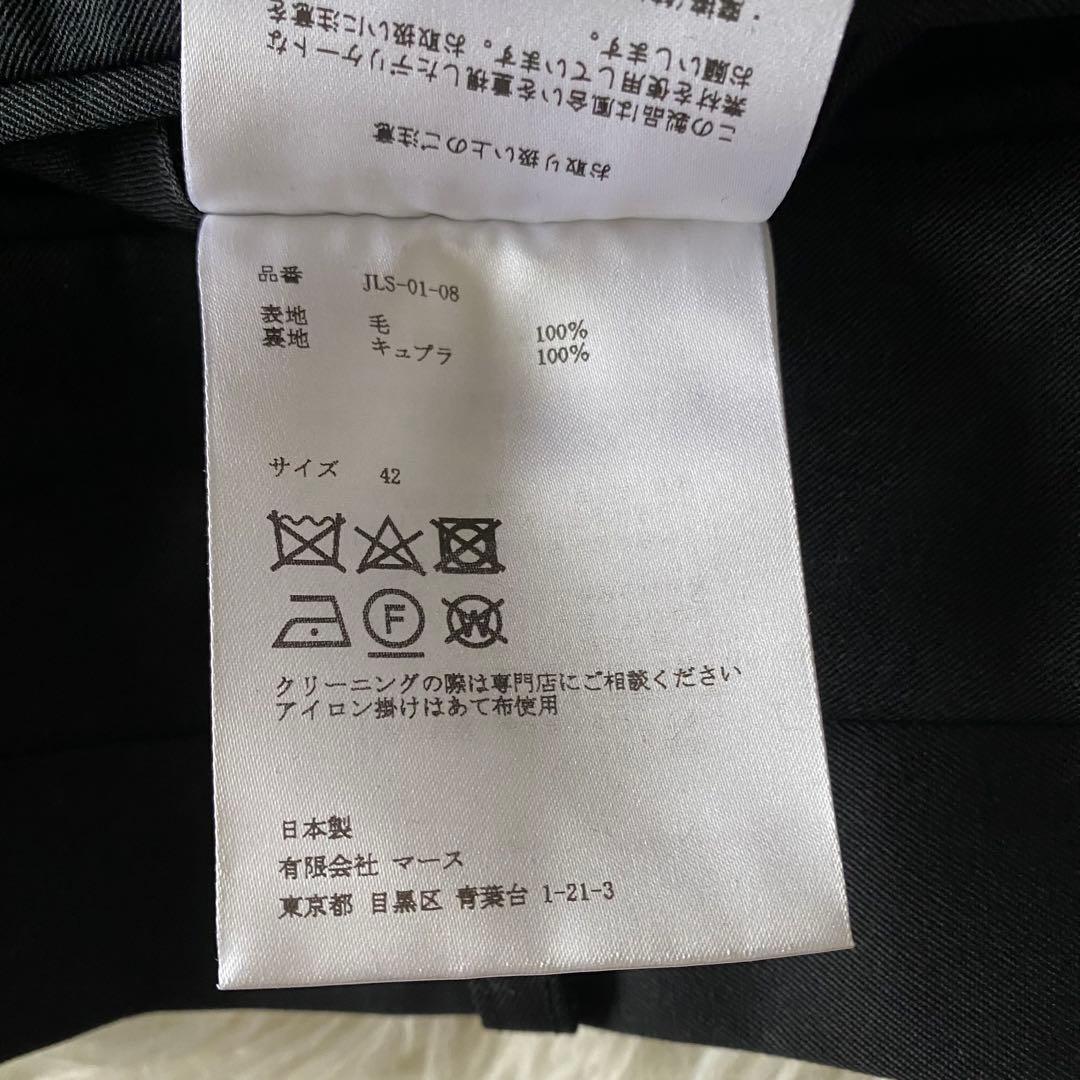 お取り扱い上のご注意
この製品は風合いを重視したデリケートな
素材を使用しています。お取扱いに注意を
お願いします。
品番 JLS-01-08
表地 毛 100%
裏地 キュプラ 100%
サイズ 42
F
W
クリーニングの際は専門店にご相談ください
アイロン掛けはあて布使用
日本製
有限会社 マース
東京都 目黒区 青葉台 1-21-3